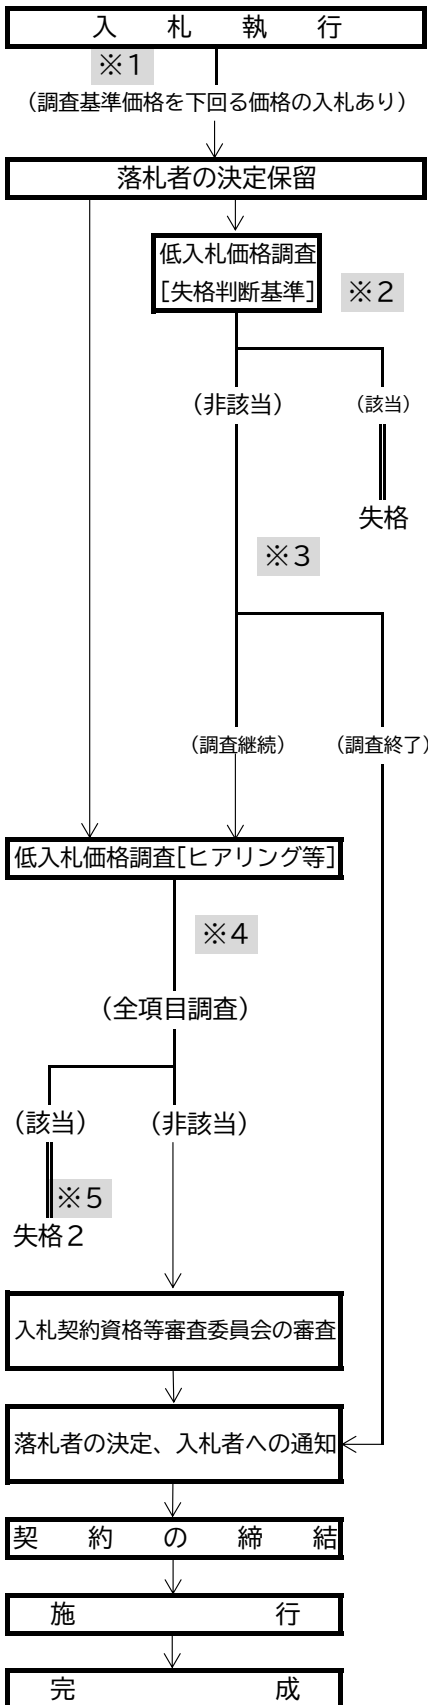 入　札　執　行
※１
（調査基準価格を下回る価格の入札あり）
落札者の決定保留
低入札価格調査
[失格判断基準]
※２
（非該当）
（該当）
失格
※３
（調査継続）
（調査終了）
低入札価格調査[ヒアリング等]
※４
（全項目調査）
（該当）
（非該当）
※５
失格２
入札契約資格等審査委員会の審査
落札者の決定、入札者への通知
契　約　の　締　結
施　　　　　行
完　　　　　成